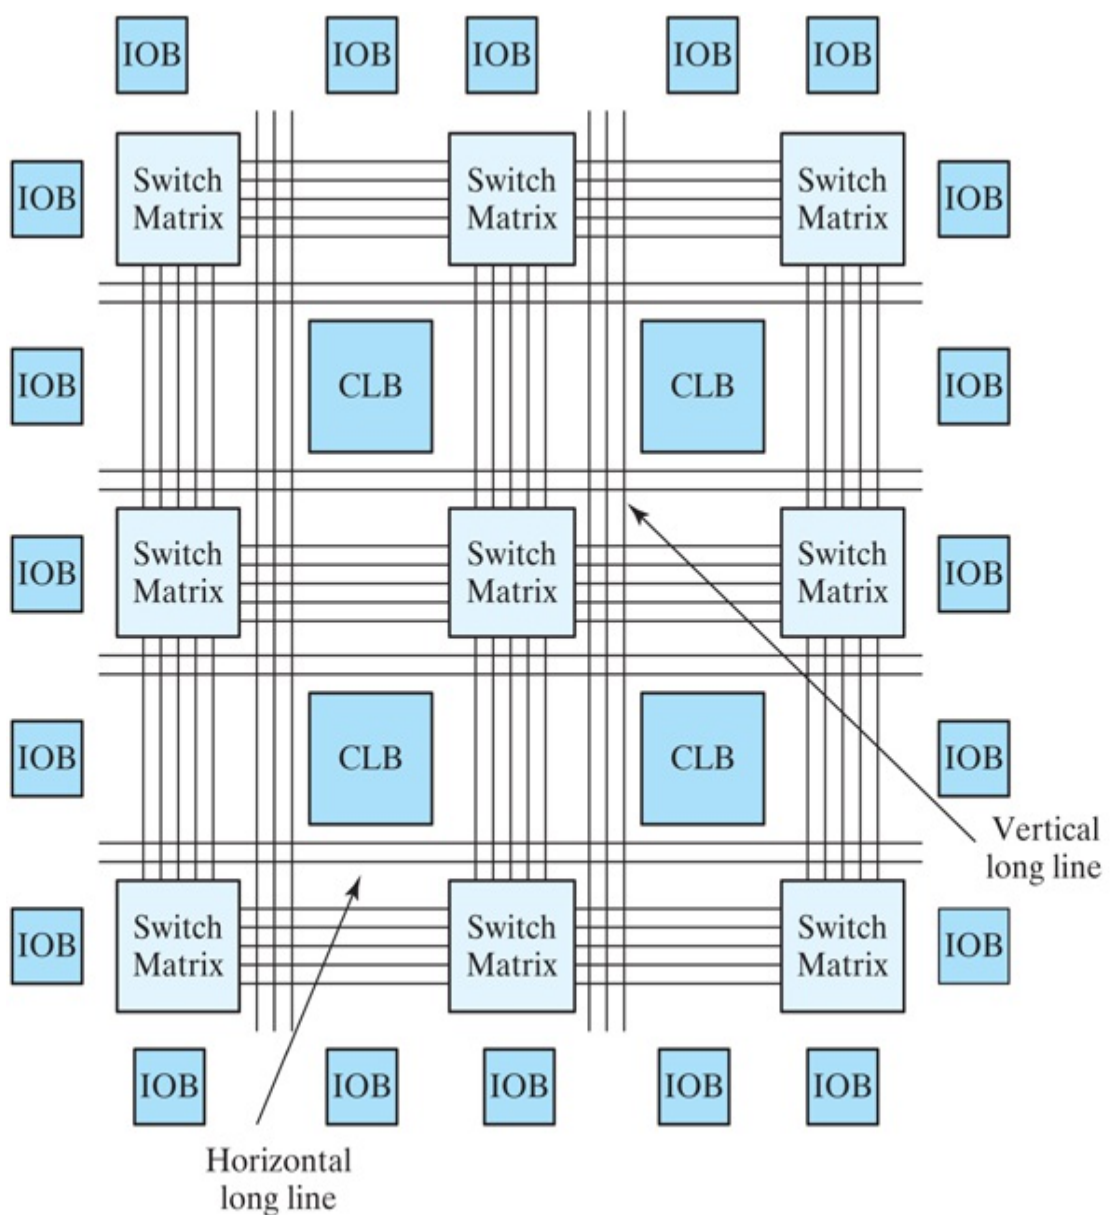 IOB IOB IOB IOB IOB
IOB
Switch
Matrix
Switch
Matrix
Switch
Matrix
IOB
IOB
CLB
CLB
IOB
IOB
Switch
Matrix
Switch
Matrix
Switch
Matrix
IOB
IOB
CLB
CLB
IOB
Vertical
long line
IOB
Switch
Matrix
Switch
Matrix
Switch
Matrix
IOB
IOB IOB IOB IOB IOB
Horizontal
long line